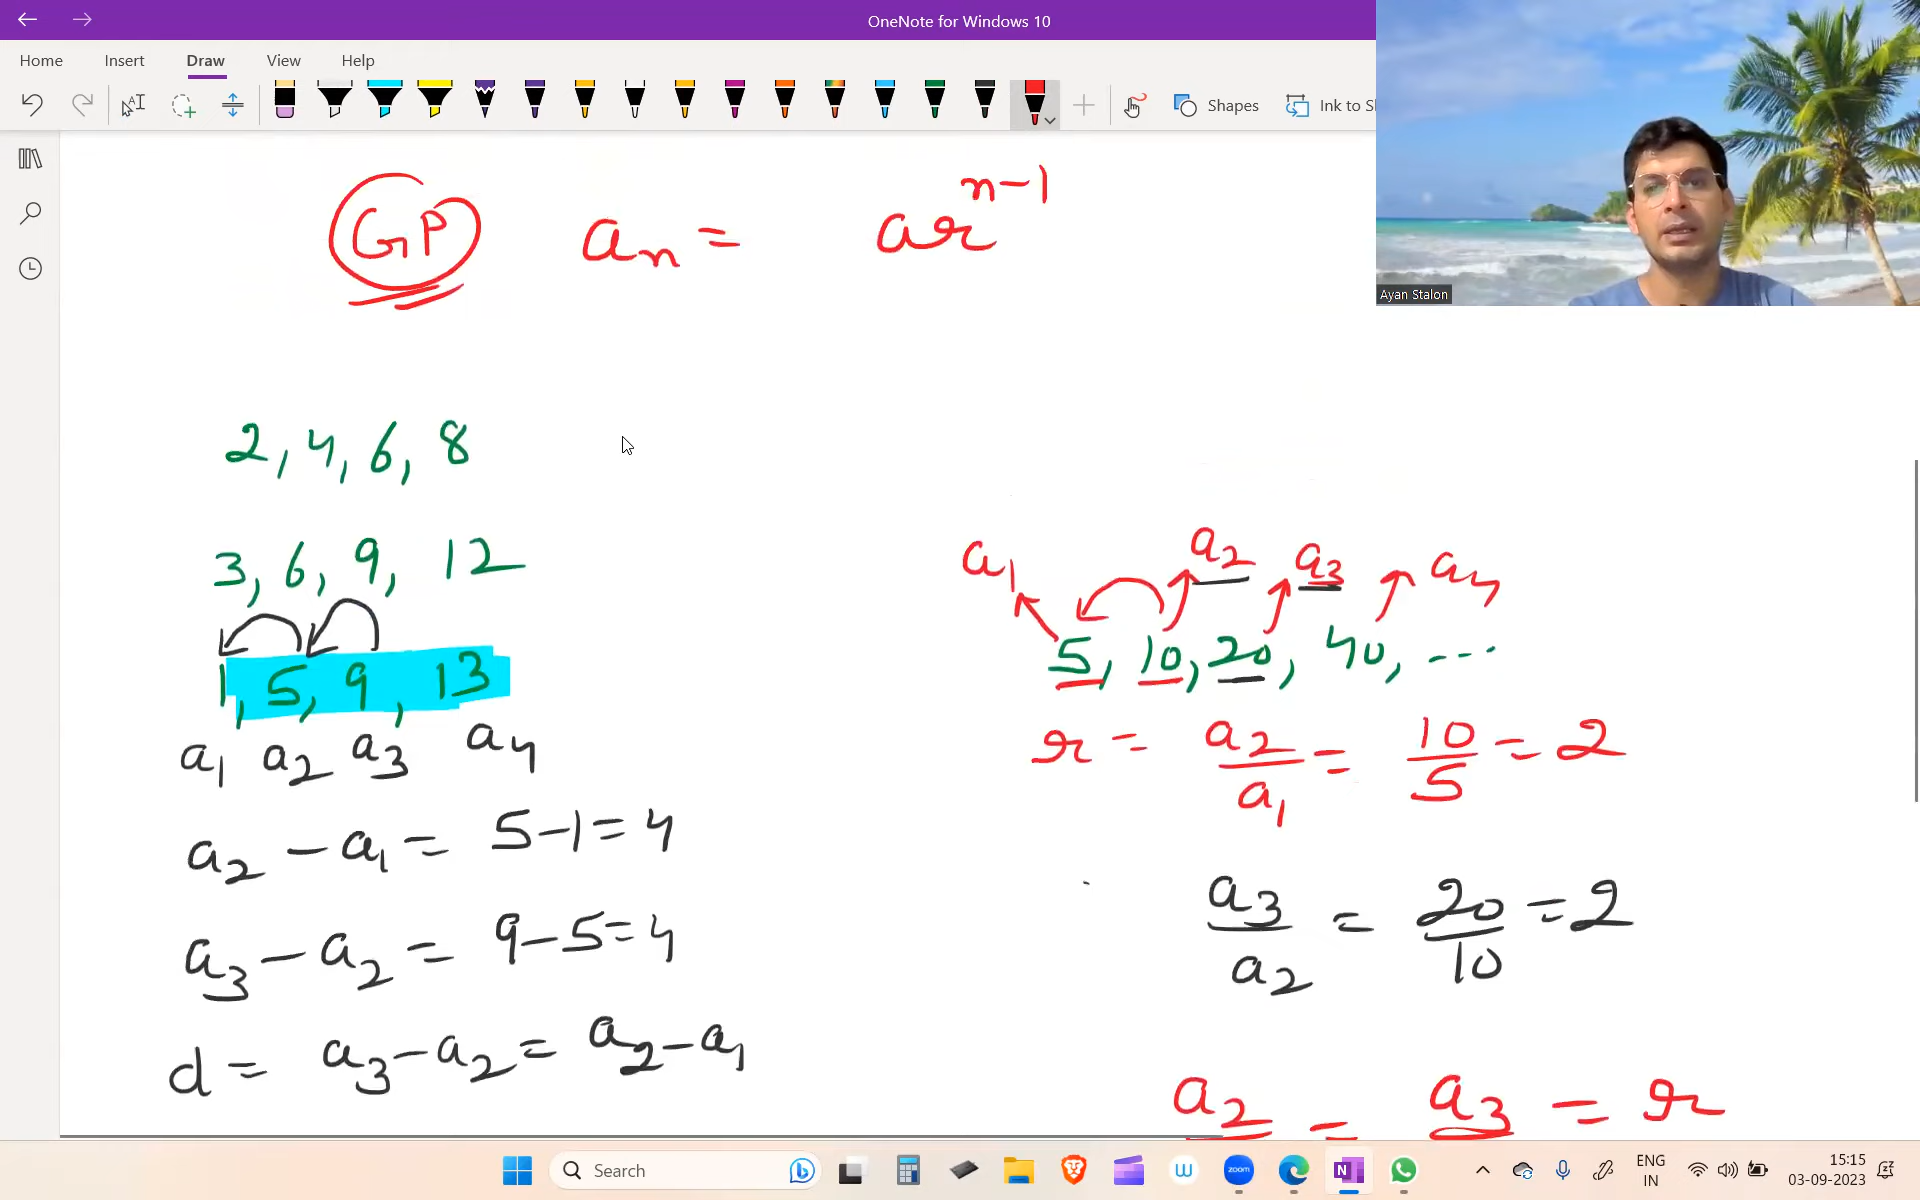 OneNote for Windows 10
Home Insert Draw View Help
Shapes Ink to Sh
Ayan Stalon
GP aₙ = arⁿ⁻¹
2, 4, 6, 8
3, 6, 9, 12
1, 5, 9, 13
a₁ a₂ a₃ a₄
a₂ - a₁ = 5-1=4
a₃ - a₂ = 9-5=4
d = a₃-a₂ = a₂-a₁
a₁ a₂ a₃ a₄
5, 10, 20, 40, ---
r = a₂/a₁ = 10/5 = 2
a₃/a₂ = 20/10 = 2
a₂ = a₃ = r
Search
zoom
W
N
ENG
IN
15:15
03-09-2023